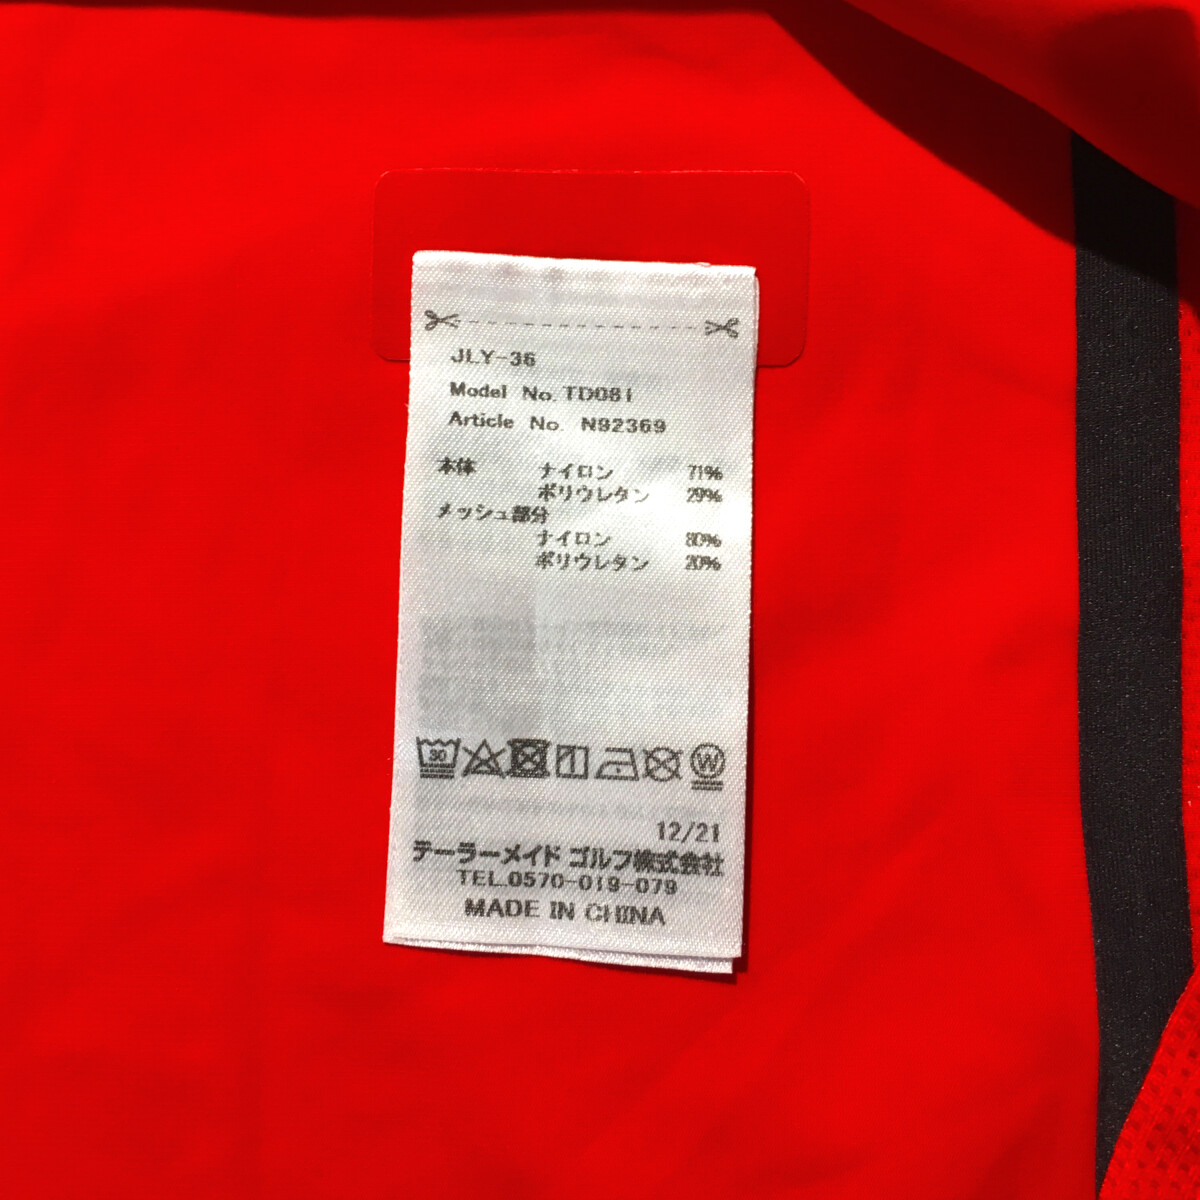 JLY-36
Model No. TD081
Article No. N92369
本体 ナイロン 71%
ポリウレタン 29%
メッシュ部分
ナイロン 80%
ポリウレタン 20%
30
W
12/21
テーラーメイド ゴルフ株式会社
TEL.0570-019-079
MADE IN CHINA